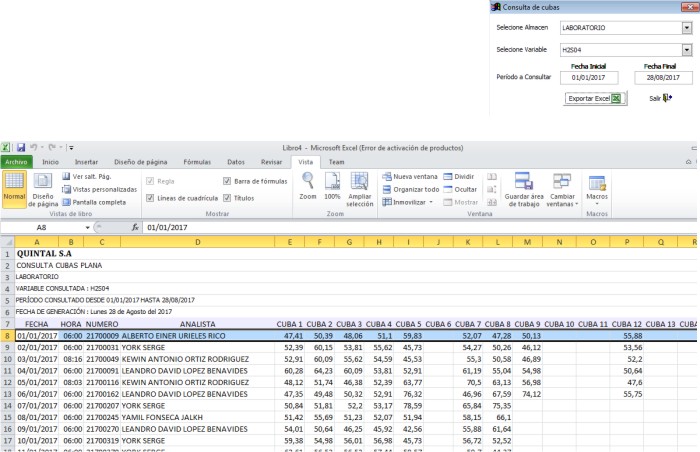 Consulta de cubas
Selecione Almacen LABORATORIO
Selecione Variable H2S04
Fecha Inicial Fecha Final
Período a Consultar 01/01/2017 28/08/2017
Exportar Excel Salir
Libro4 - Microsoft Excel (Error de activación de productos)
Archivo Inicio Insertar Diseño de página Fórmulas Datos Revisar Vista Team
Normal Diseño de página Ver salt. Pág. Vistas personalizadas Pantalla completa
Regla Barra de fórmulas Líneas de cuadrícula Títulos
Zoom 100% Ampliar selección
Nueva ventana Organizar todo Inmovilizar Dividir Ocultar Mostrar
Guardar área de trabajo Cambiar ventanas Macros
Vistas de libro Mostrar Zoom Ventana Macros
A8 fx 01/01/2017
A B C D E F G H I J K L M N O P Q R
1 QUINTAL S.A
2 CONSULTA CUBAS PLANA
3 LABORATORIO
4 VARIABLE CONSULTADA : H2S04
5 PERÍODO CONSULTADO DESDE 01/01/2017 HASTA 28/08/2017
6 FECHA DE GENERACIÓN : Lunes 28 de Agosto del 2017
7 FECHA HORA NUMERO ANALISTA CUBA 1 CUBA 2 CUBA 3 CUBA 4 CUBA 5 CUBA 6 CUBA 7 CUBA 8 CUBA 9 CUBA 10 CUBA 11 CUBA 12 CUBA 13 CUBA
8 01/01/2017 06:00 21700009 ALBERTO EINER URIELES RICO 47,41 50,39 48,06 51,1 59,83 52,07 47,28 50,13 55,88
9 02/01/2017 06:00 21700031 YORK SERGE 52,39 60,15 53,81 55,62 45,73 54,27 50,26 46,12 53,56
10 03/01/2017 08:16 21700049 KEWIN ANTONIO ORTIZ RODRIGUEZ 52,91 60,09 55,62 54,59 45,53 55,3 50,58 46,89 52,2
11 04/01/2017 06:00 21700091 LEANDRO DAVID LOPEZ BENAVIDES 60,28 64,23 60,09 53,81 52,91 61,19 55,04 54,98 50,64
12 05/01/2017 08:03 21700116 KEWIN ANTONIO ORTIZ RODRIGUEZ 48,12 51,74 46,38 52,39 63,77 70,5 63,13 56,98 47,6
13 06/01/2017 06:00 21700162 LEANDRO DAVID LOPEZ BENAVIDES 47,35 49,48 50,32 52,91 76,32 46,96 67,59 74,12 55,75
14 07/01/2017 06:00 21700207 YORK SERGE 50,84 51,81 52,2 53,17 78,59 65,84 75,35
15 08/01/2017 06:00 21700245 YAMIL FONSECA JALKH 51,42 55,69 51,23 52,07 51,94 58,15 66,1
16 09/01/2017 06:00 21700270 LEANDRO DAVID LOPEZ BENAVIDES 54,01 50,64 46,25 45,92 42,56 55,88 61,64
17 10/01/2017 06:00 21700319 YORK SERGE 59,38 54,98 56,01 56,98 45,73 56,72 52,52